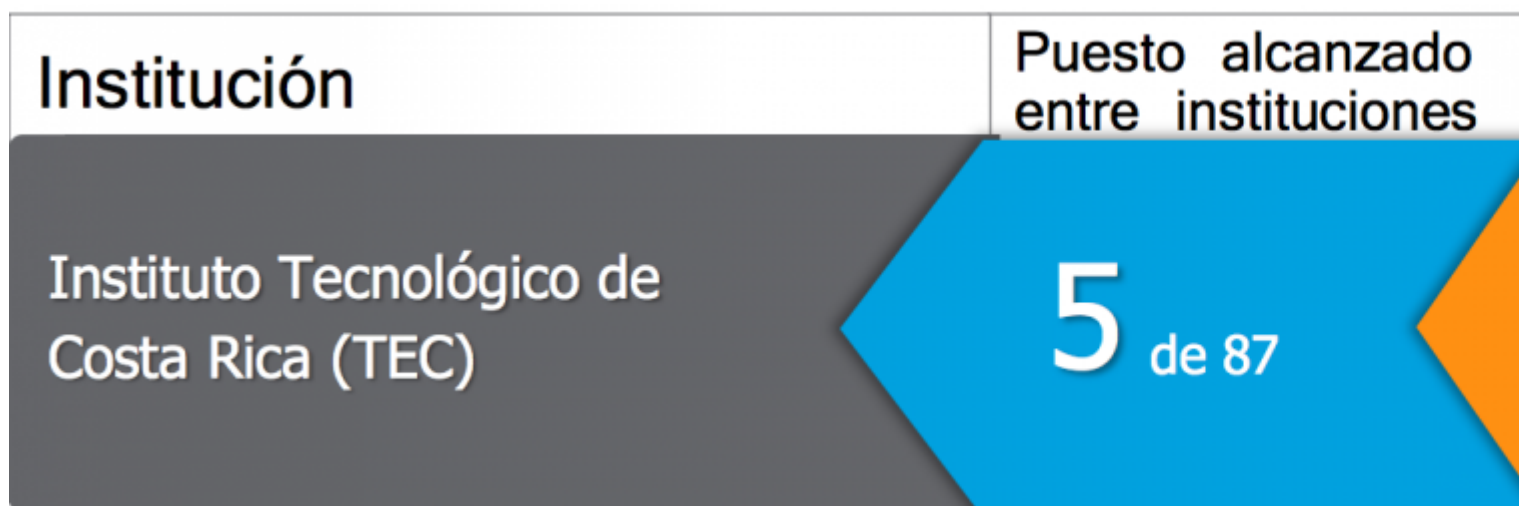 Institución
Puesto alcanzado
entre instituciones
Instituto Tecnológico de
Costa Rica (TEC)
5 de 87